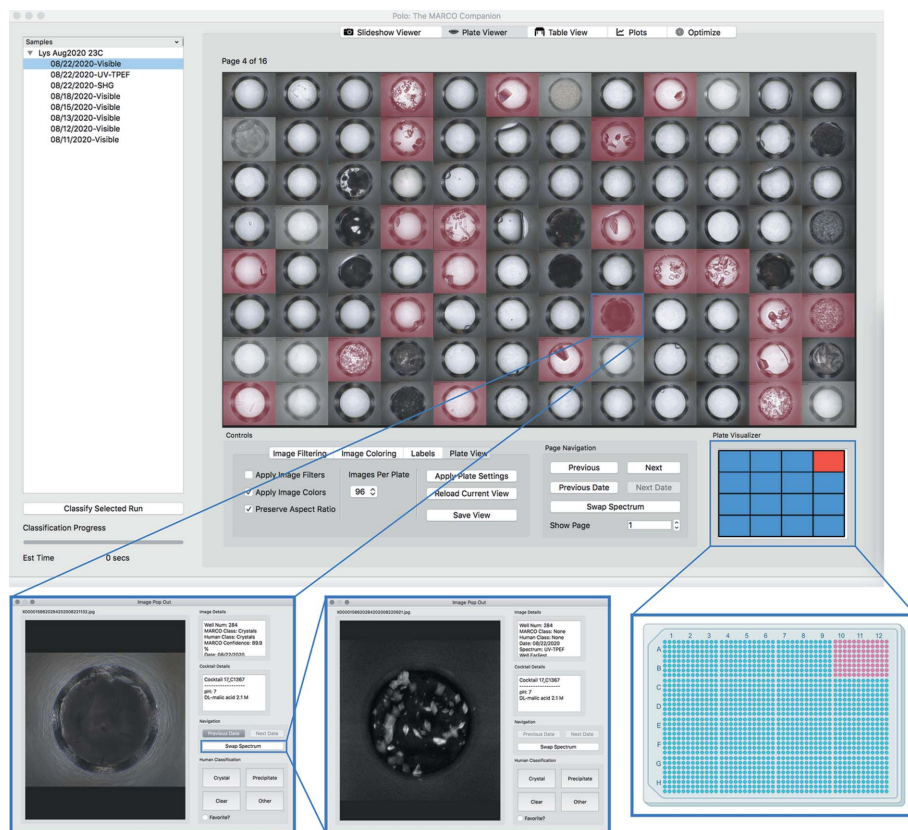 Polo: The MARCO Companion
Slideshow Viewer Plate Viewer Table View Plots Optimize
Samples
Lys Aug2020 23C
08/22/2020-Visible
08/22/2020-UV-TPEF
08/22/2020-SHG
08/18/2020-Visible
08/15/2020-Visible
08/13/2020-Visible
08/12/2020-Visible
08/11/2020-Visible
Page 4 of 16
Controls
Image Filtering Image Coloring Labels Plate View
Apply Image Filters
Apply Image Colors
Preserve Aspect Ratio
Images Per Plate
96
Apply Plate Settings
Reload Current View
Save View
Page Navigation
Previous Next
Previous Date Next Date
Swap Spectrum
Show Page 1
Plate Visualizer
Classify Selected Run
Classification Progress
Est Time 0 secs
Image Pop Out
Image Details
Well Num: 284
MARCO Class: Crystals
Human Class: Crystals
MARCO Confidence: 89.9
%
Date: 08/22/2020
Cocktail Details
Cocktail 17_C1367
------------------
pH: 7
DL-malic acid 2.1 M
Navigation
Previous Date Next Date
Swap Spectrum
Human Classification
Crystal Precipitate
Clear Other
Favorite?
Image Pop Out
Image Details
Well Num: 284
MARCO Class: None
Human Class: None
Date: 08/22/2020
Spectrum: UV-TPEF
Well Farliest
Cocktail Details
Cocktail 17_C1367
------------------
pH: 7
DL-malic acid 2.1 M
Navigation
Previous Date Next Date
Swap Spectrum
Human Classification
Crystal Precipitate
Clear Other
Favorite?
1 2 3 4 5 6 7 8 9 10 11 12
A
B
C
D
E
F
G
H